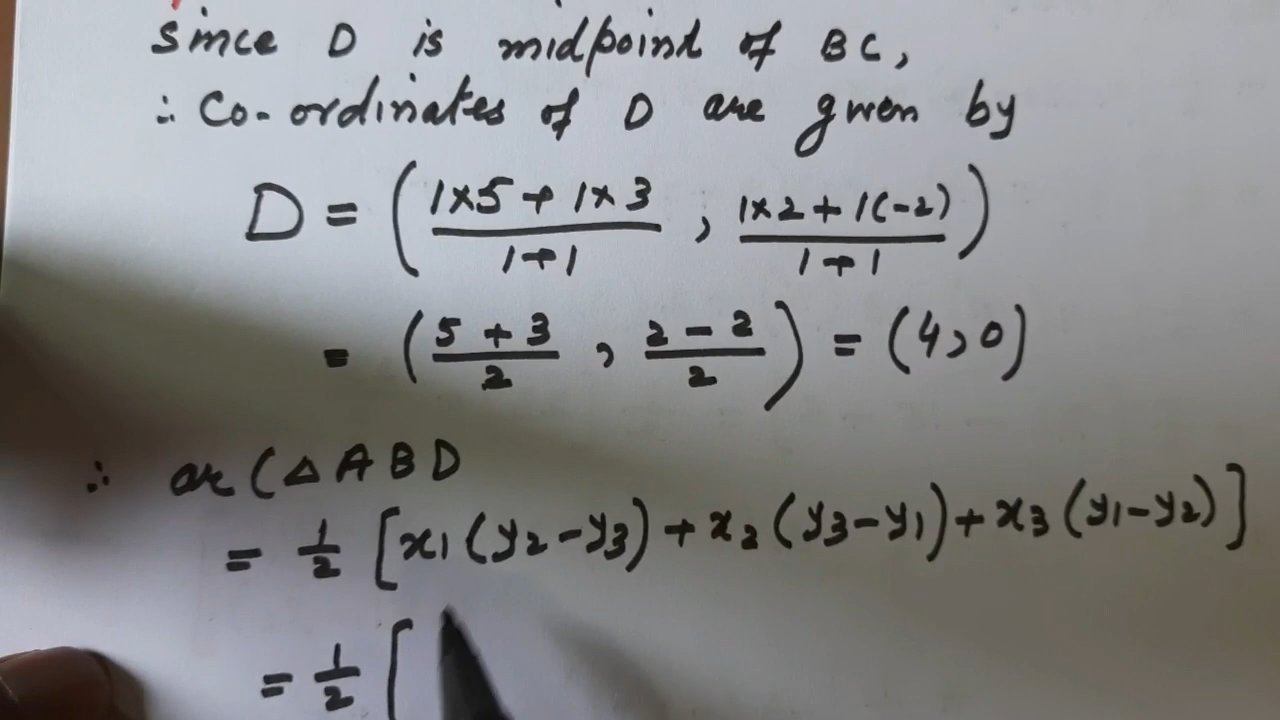 since D is midpoint of BC,
∴ Co-ordinates of D are given by
D = ( (1×5 + 1×3)/(1+1) , (1×2 + 1(-2))/(1+1) )
= ( (5 + 3)/2 , (2 - 2)/2 ) = (4,0)
∴ ar (△ A B D
= 1/2 [x₁ (y₂-y₃) + x₂ (y₃-y₁) + x₃ (y₁-y₂)]
= 1/2 [